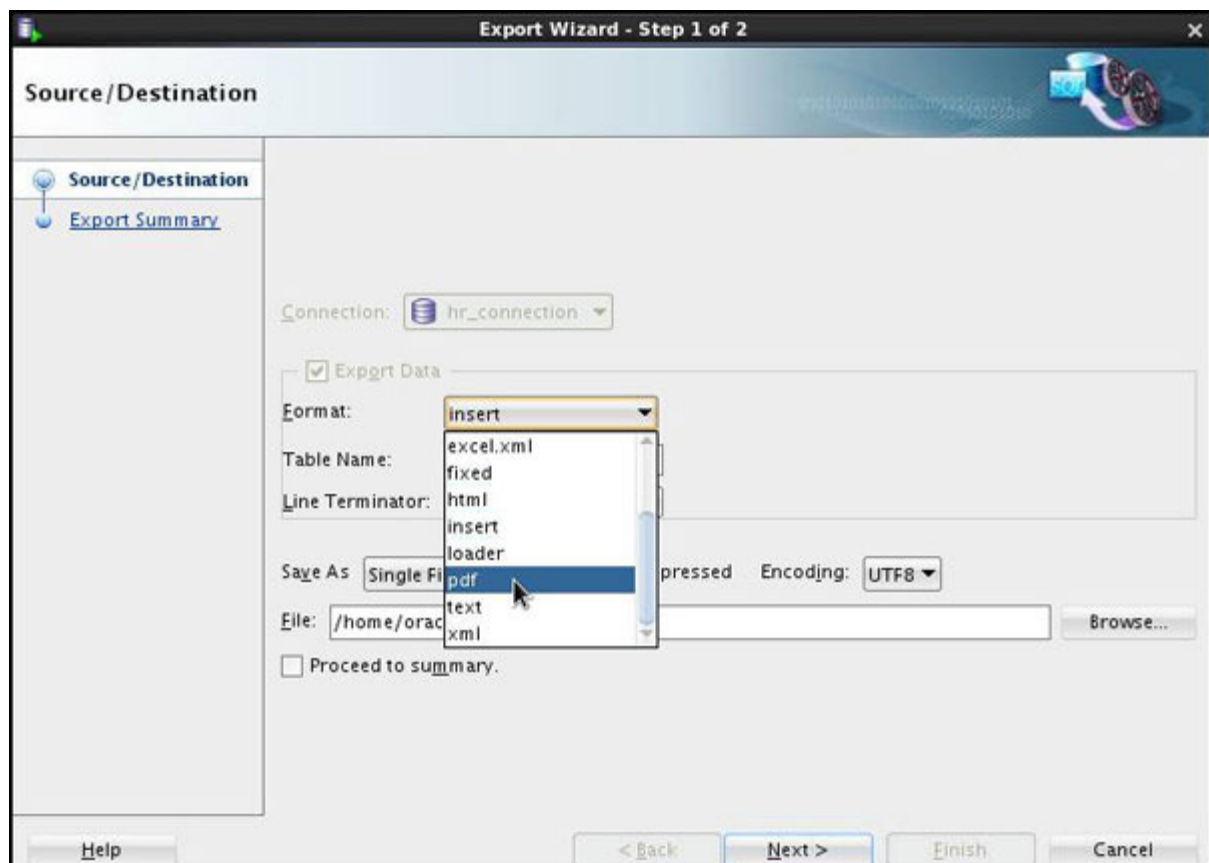 Export Wizard - Step 1 of 2
Source/Destination
Source/Destination
Export Summary
Connection: hr_connection
Export Data
Format: insert
excel.xml
Table Name:
fixed
Line Terminator: html
insert
loader
Save As Single Fi pdf pressed Encoding: UTF8
text
File: /home/orac Browse...
xml
Proceed to summary.
Help < Back Next > Finish Cancel